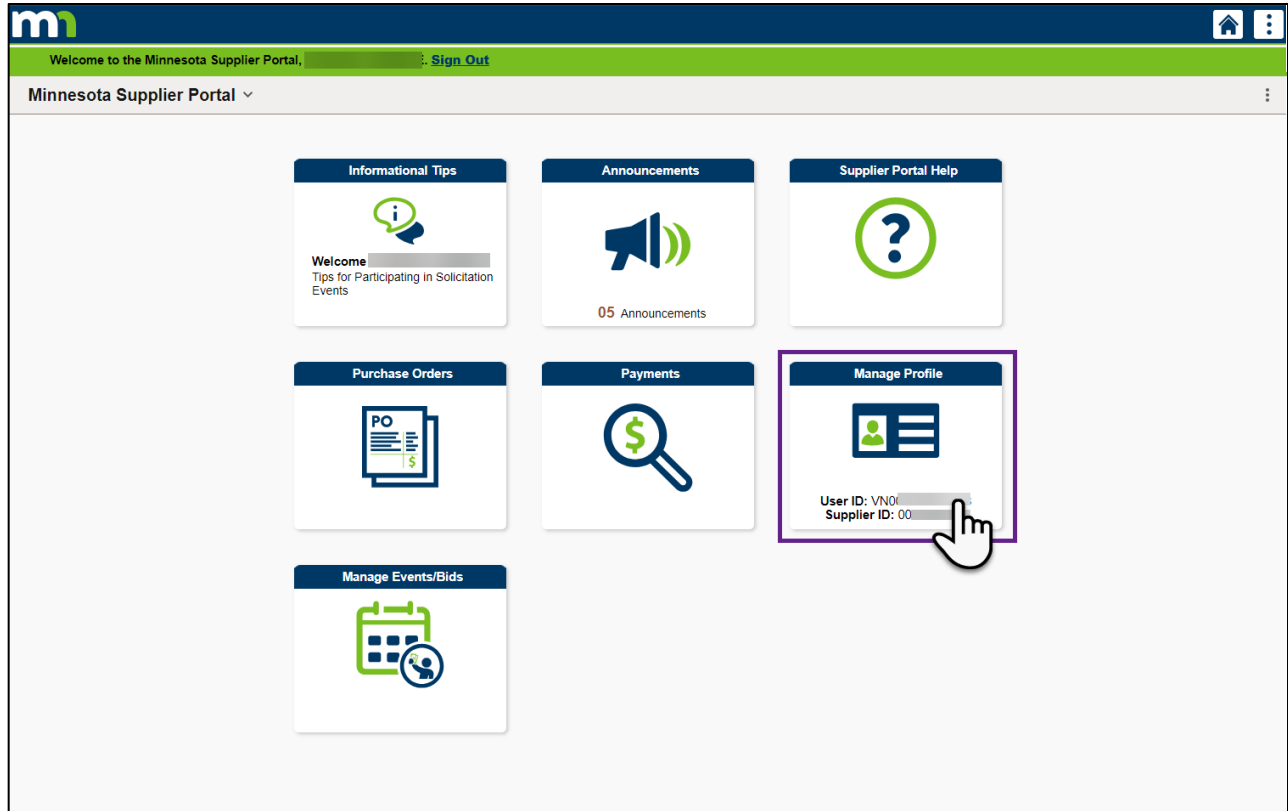 mn
Welcome to the Minnesota Supplier Portal, . Sign Out
Minnesota Supplier Portal
Informational Tips
Welcome
Tips for Participating in Solicitation
Events
Announcements
05 Announcements
Supplier Portal Help
?
Purchase Orders
PO
$
Payments
$
Manage Profile
User ID: VN0
Supplier ID: 00
Manage Events/Bids